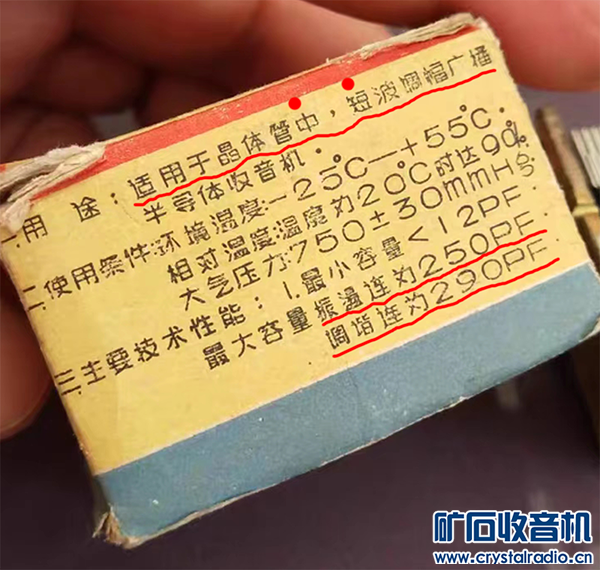 一.用 途:适用于晶体管中,短波调幅广播
半导体收音机.
二.使用条件:环境温度:-25℃—+55℃.
相对温度:温度为20℃时达90%
大气压力:750±30mmHg
三.主要技术性能:1.最小容量<12PF.
最大容量振荡连为250PF
调谐连为290PF.
矿石收音机
www.crystalradio.cn